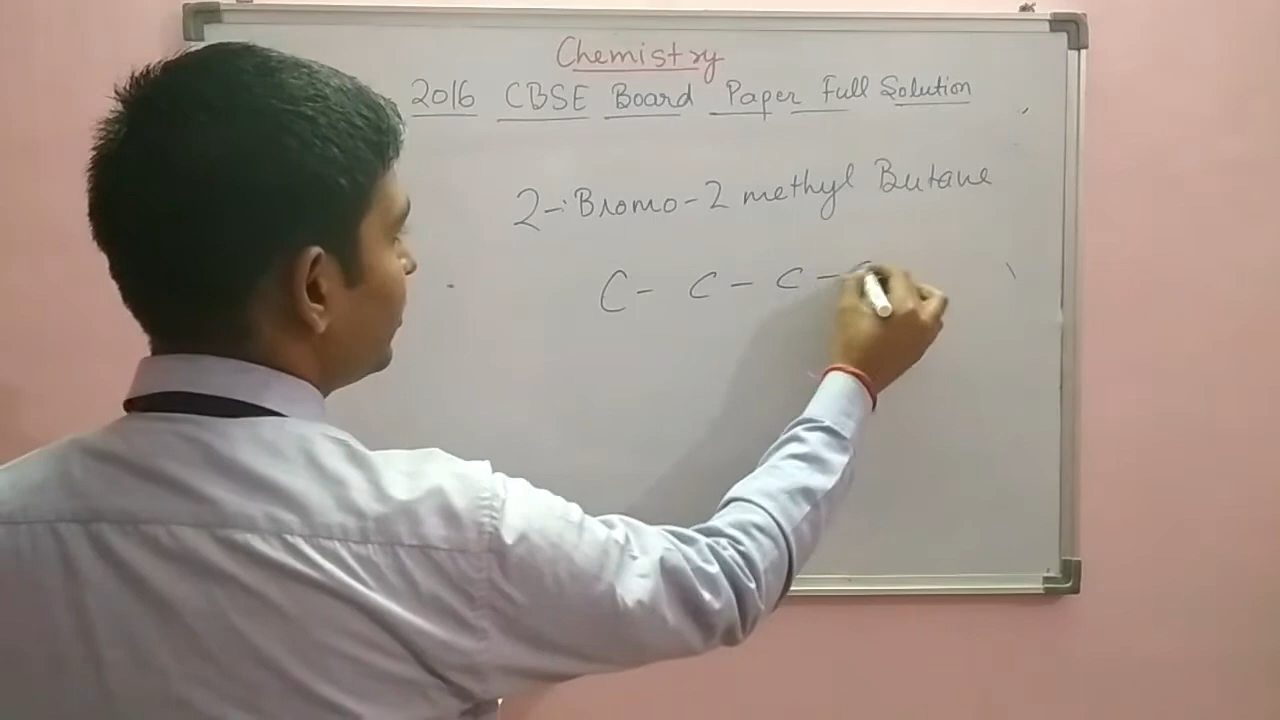 Chemistry
2016 CBSE Board Paper Full Solution
2-Bromo-2 methyl Butane
C - C - C -